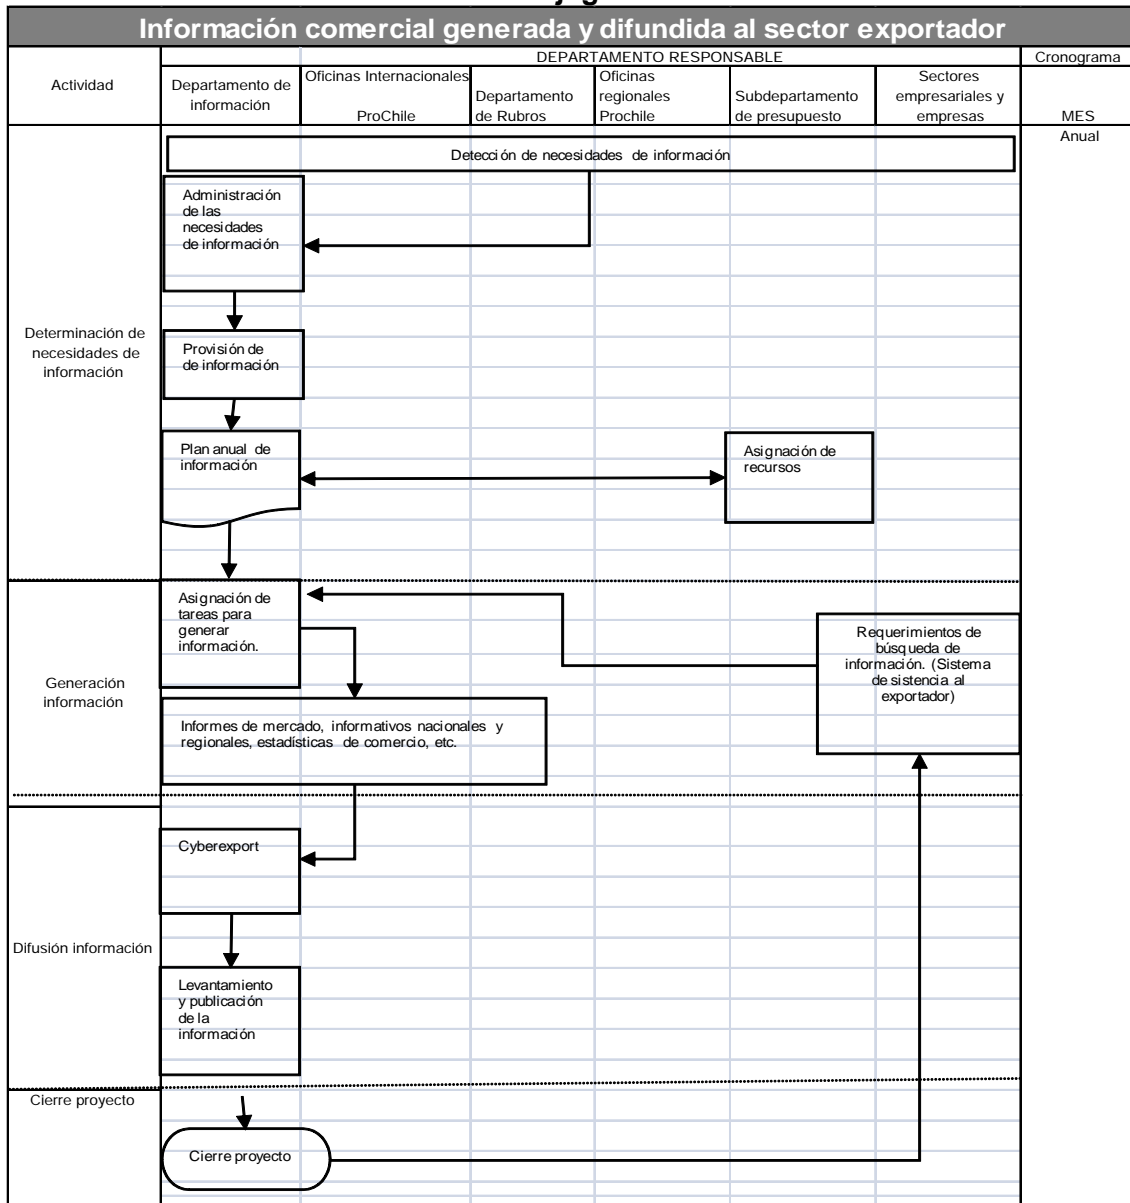 Información comercial generada y difundida al sector exportador
DEPARTAMENTO RESPONSABLE
Cronograma
Actividad
Departamento de
información
Oficinas Internacionales
ProChile
Departamento
de Rubros
Oficinas
regionales
Prochile
Subdepartamento
de presupuesto
Sectores
empresariales y
empresas
MES
Anual
Detección de necesidades de información
Administración
de las
necesidades
de información
Determinación de
necesidades de
información
Provisión de
de información
Plan anual de
información
Asignación de
recursos
Asignación de
tareas para
generar
información.
Requerimientos de
búsqueda de
información. (Sistema
de sistencia al
exportador)
Generación
información
Informes de mercado, informativos nacionales y
regionales, estadísticas de comercio, etc.
Cyberexport
Difusión información
Levantamiento
y publicación
de la
información
Cierre proyecto
Cierre proyecto